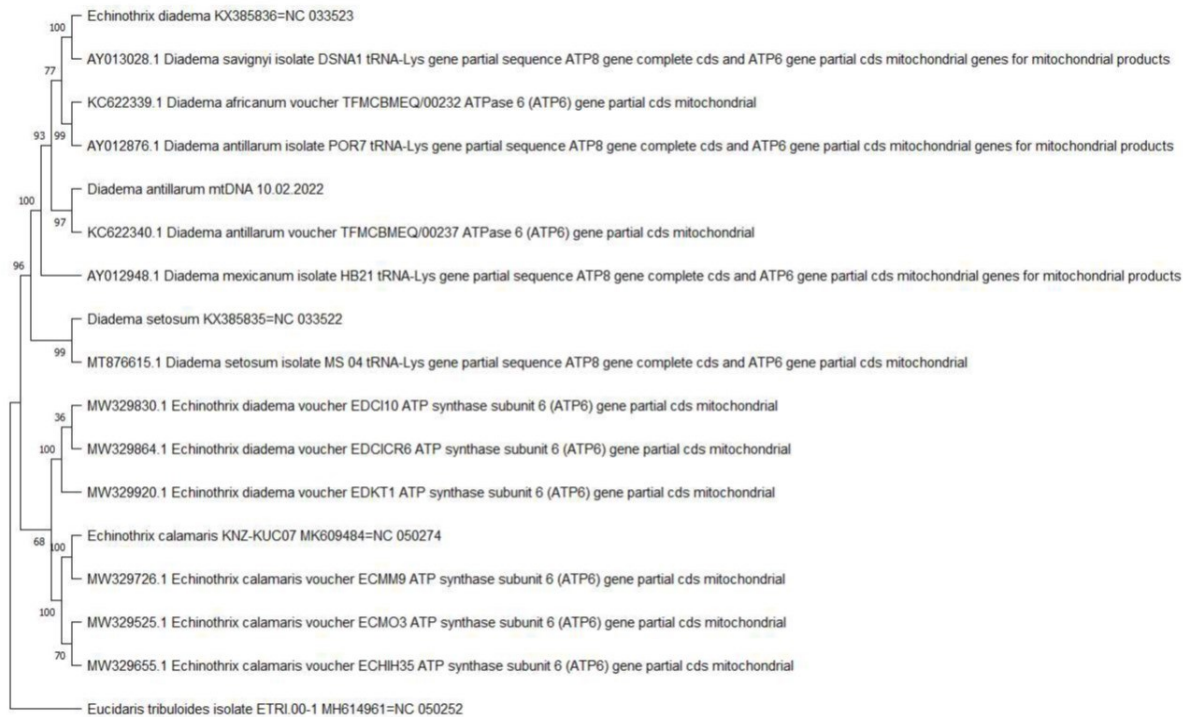 Echinothrix diadema KX385836=NC 033523
100
AY013028.1 Diadema savignyi isolate DSNA1 tRNA-Lys gene partial sequence ATP8 gene complete cds and ATP6 gene partial cds mitochondrial genes for mitochondrial products
77
KC622339.1 Diadema africanum voucher TFMCBMEQ/00232 ATPase 6 (ATP6) gene partial cds mitochondrial
93 99
AY012876.1 Diadema antillarum isolate POR7 tRNA-Lys gene partial sequence ATP8 gene complete cds and ATP6 gene partial cds mitochondrial genes for mitochondrial products
Diadema antillarum mtDNA 10.02.2022
100
97
KC622340.1 Diadema antillarum voucher TFMCBMEQ/00237 ATPase 6 (ATP6) gene partial cds mitochondrial
96
AY012948.1 Diadema mexicanum isolate HB21 tRNA-Lys gene partial sequence ATP8 gene complete cds and ATP6 gene partial cds mitochondrial genes for mitochondrial products
Diadema setosum KX385835=NC 033522
99
MT876615.1 Diadema setosum isolate MS 04 tRNA-Lys gene partial sequence ATP8 gene complete cds and ATP6 gene partial cds mitochondrial
MW329830.1 Echinothrix diadema voucher EDCI10 ATP synthase subunit 6 (ATP6) gene partial cds mitochondrial
36
100
MW329864.1 Echinothrix diadema voucher EDCICR6 ATP synthase subunit 6 (ATP6) gene partial cds mitochondrial
MW329920.1 Echinothrix diadema voucher EDKT1 ATP synthase subunit 6 (ATP6) gene partial cds mitochondrial
Echinothrix calamaris KNZ-KUC07 MK609484=NC 050274
68 100
MW329726.1 Echinothrix calamaris voucher ECMM9 ATP synthase subunit 6 (ATP6) gene partial cds mitochondrial
100
MW329525.1 Echinothrix calamaris voucher ECMO3 ATP synthase subunit 6 (ATP6) gene partial cds mitochondrial
70
MW329655.1 Echinothrix calamaris voucher ECHIH35 ATP synthase subunit 6 (ATP6) gene partial cds mitochondrial
Eucidaris tribuloides isolate ETRI.00-1 MH614961=NC 050252